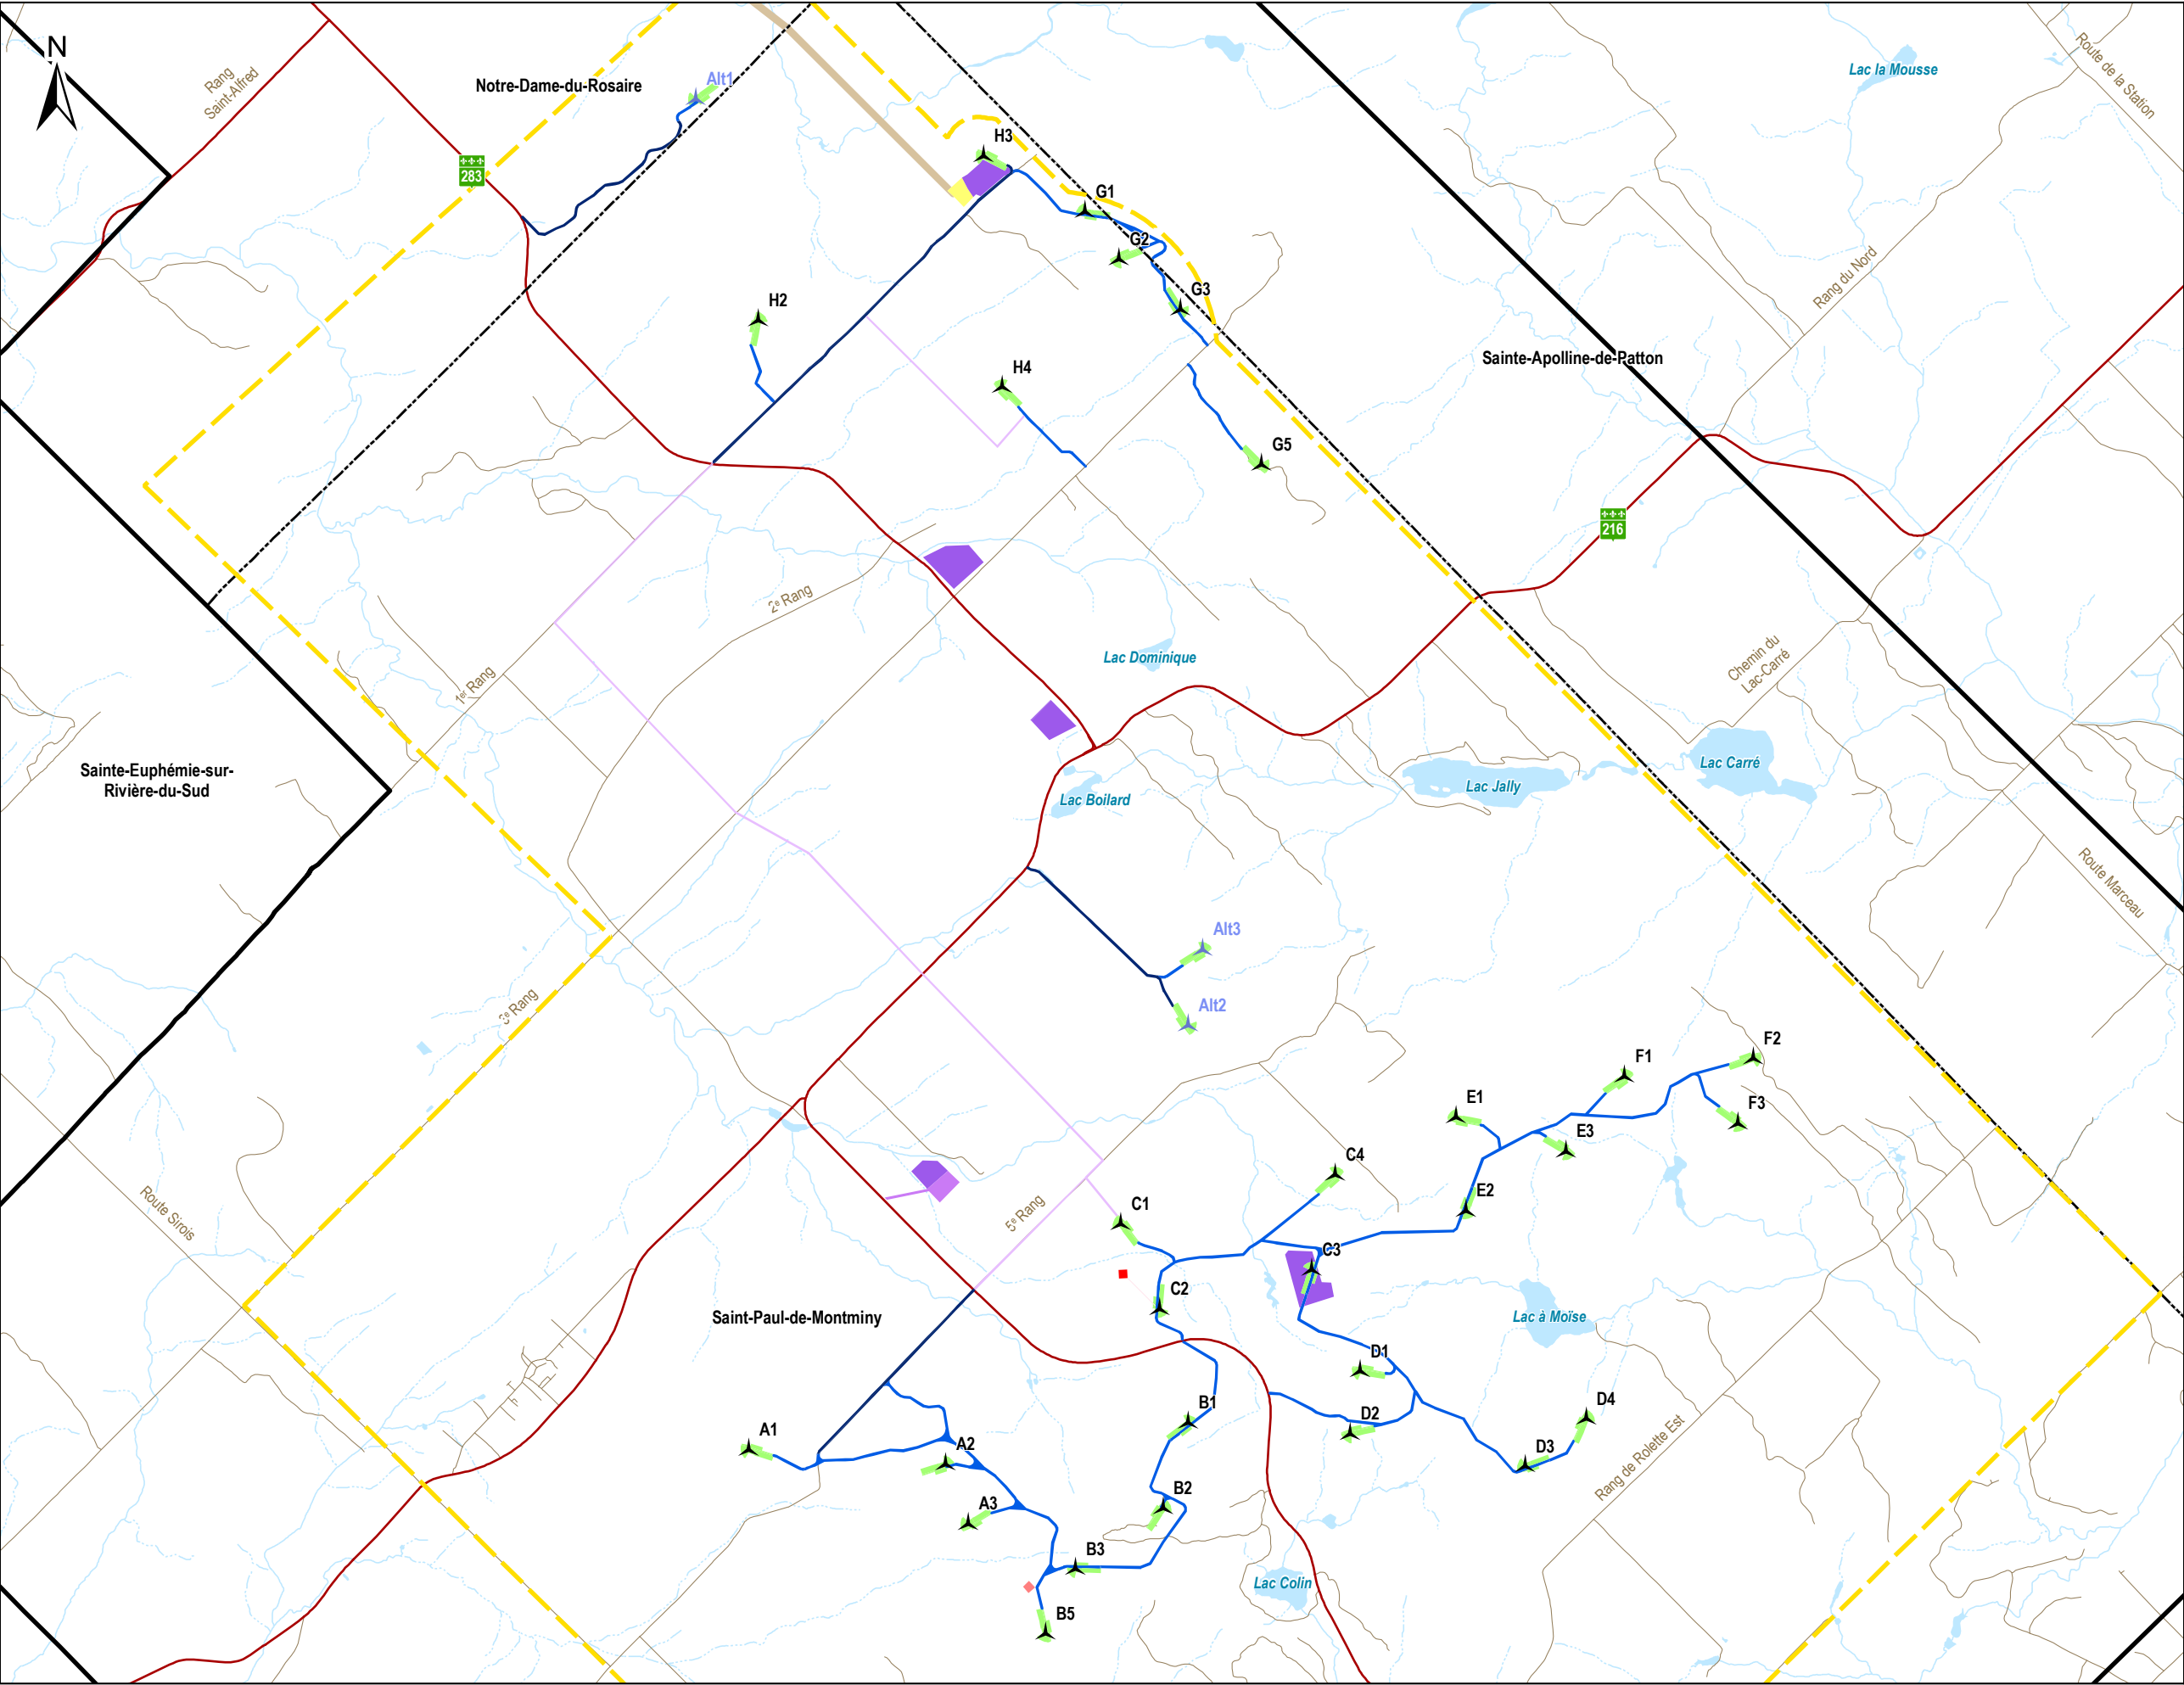 N
Rang
Saint-Alfred
Notre-Dame-du-Rosaire
Alt1
Lac la Mousse
Route de la Station
283
H3
G1
G2
G3
H2
H4
G5
Rang du Nord
Sainte-Apolline-de-Patton
216
2e Rang
Lac Dominique
1er Rang
Chemin du
Lac-Carré
Sainte-Euphémie-sur-
Rivière-du-Sud
Lac Boilard
Lac Jally
Lac Carré
Route Marceau
Alt3
Alt2
3e Rang
F2
F1
F3
E1
E3
C4
E2
C1
5e Rang
Route Sirois
C3
C2
Saint-Paul-de-Montminy
Lac à Moïse
D1
D2
D4
B1
A1
A2
D3
Rang de Rolette Est
B2
A3
B3
Lac Colin
B5